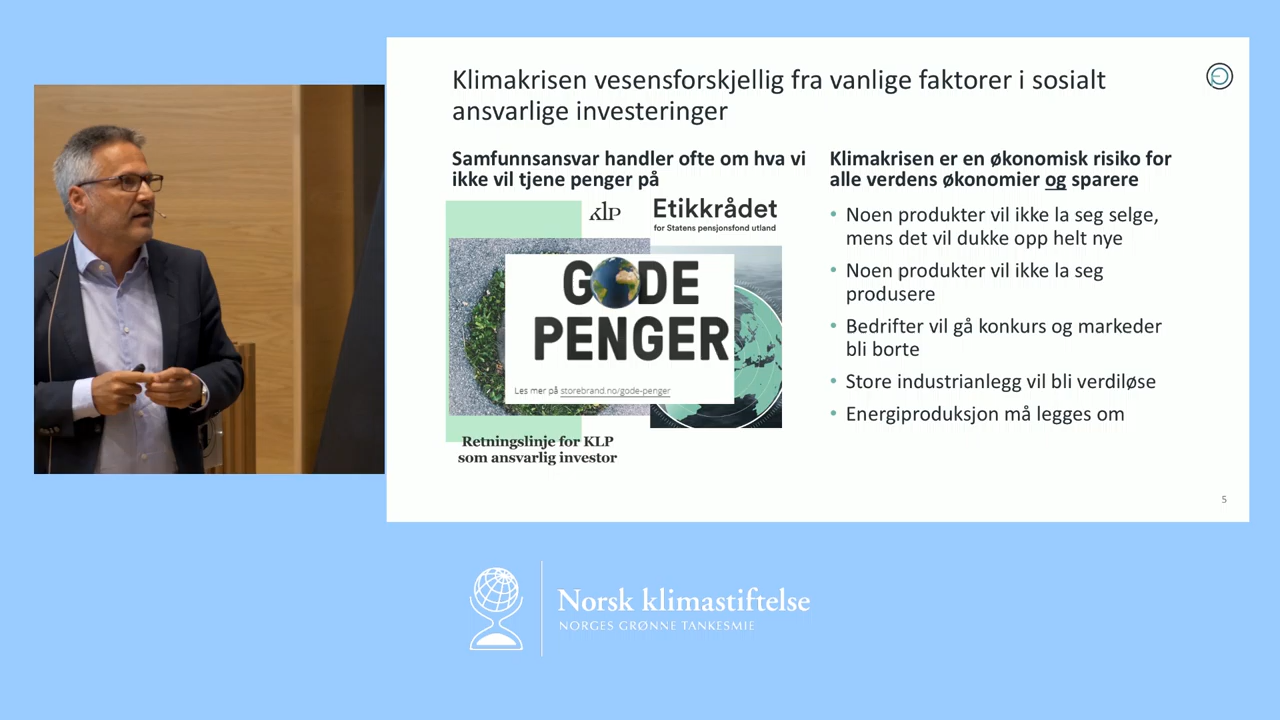 Klimakrisen vesensforskjellig fra vanlige faktorer i sosialt
ansvarlige investeringer
Samfunnsansvar handler ofte om hva vi
ikke vil tjene penger på
KLP
Etikkrådet
for Statens pensjonsfond utland
GODE
PENGER
Les mer på storebrand.no/gode-penger
Retningslinje for KLP
som ansvarlig investor
Klimakrisen er en økonomisk risiko for
alle verdens økonomier og sparere
• Noen produkter vil ikke la seg selge,
mens det vil dukke opp helt nye
• Noen produkter vil ikke la seg
produsere
• Bedrifter vil gå konkurs og markeder
bli borte
• Store industrianlegg vil bli verdiløse
• Energiproduksjon må legges om
5
Norsk klimastiftelse
NORGES GRØNNE TANKESMIE